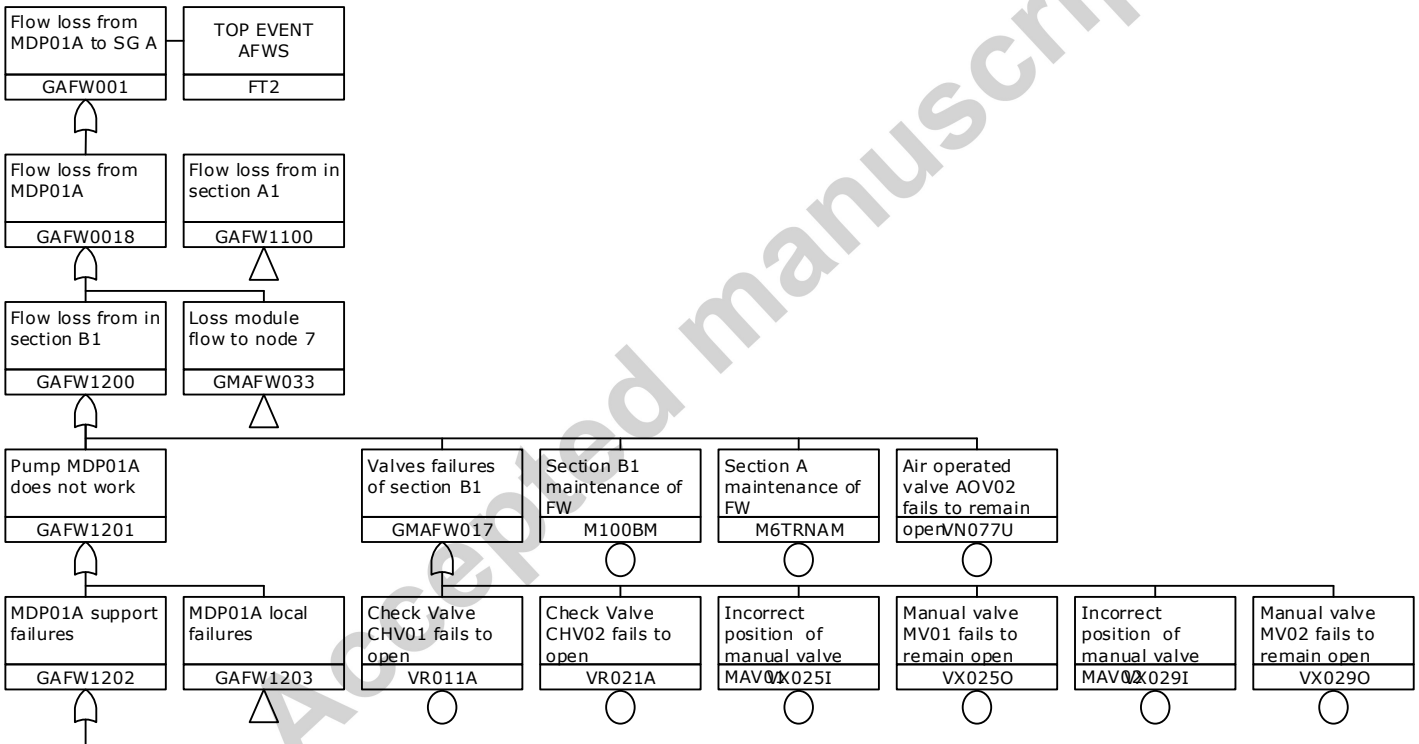 Flow loss from
MDP01A to SG A
GAFW001
TOP EVENT
AFWS
FT2
Flow loss from
MDP01A
GAFW0018
Flow loss from in
section A1
GAFW1100
Flow loss from in
section B1
GAFW1200
Loss module
flow to node 7
GMAFW033
Pump MDP01A
does not work
GAFW1201
Valves failures
of section B1
GMAFW017
Section B1
maintenance of
FW
M100BM
Section A
maintenance of
FW
M6TRNAM
Air operated
valve AOV02
fails to remain
open
VN077U
MDP01A support
failures
GAFW1202
MDP01A local
failures
GAFW1203
Check Valve
CHV01 fails to
open
VR011A
Check Valve
CHV02 fails to
open
VR021A
Incorrect
position of
manual valve
MAV01
VX025I
Manual valve
MV01 fails to
remain open
VX025O
Incorrect
position of
manual valve
MAV02
VX029I
Manual valve
MV02 fails to
remain open
VX029O
Accepted manuscrip